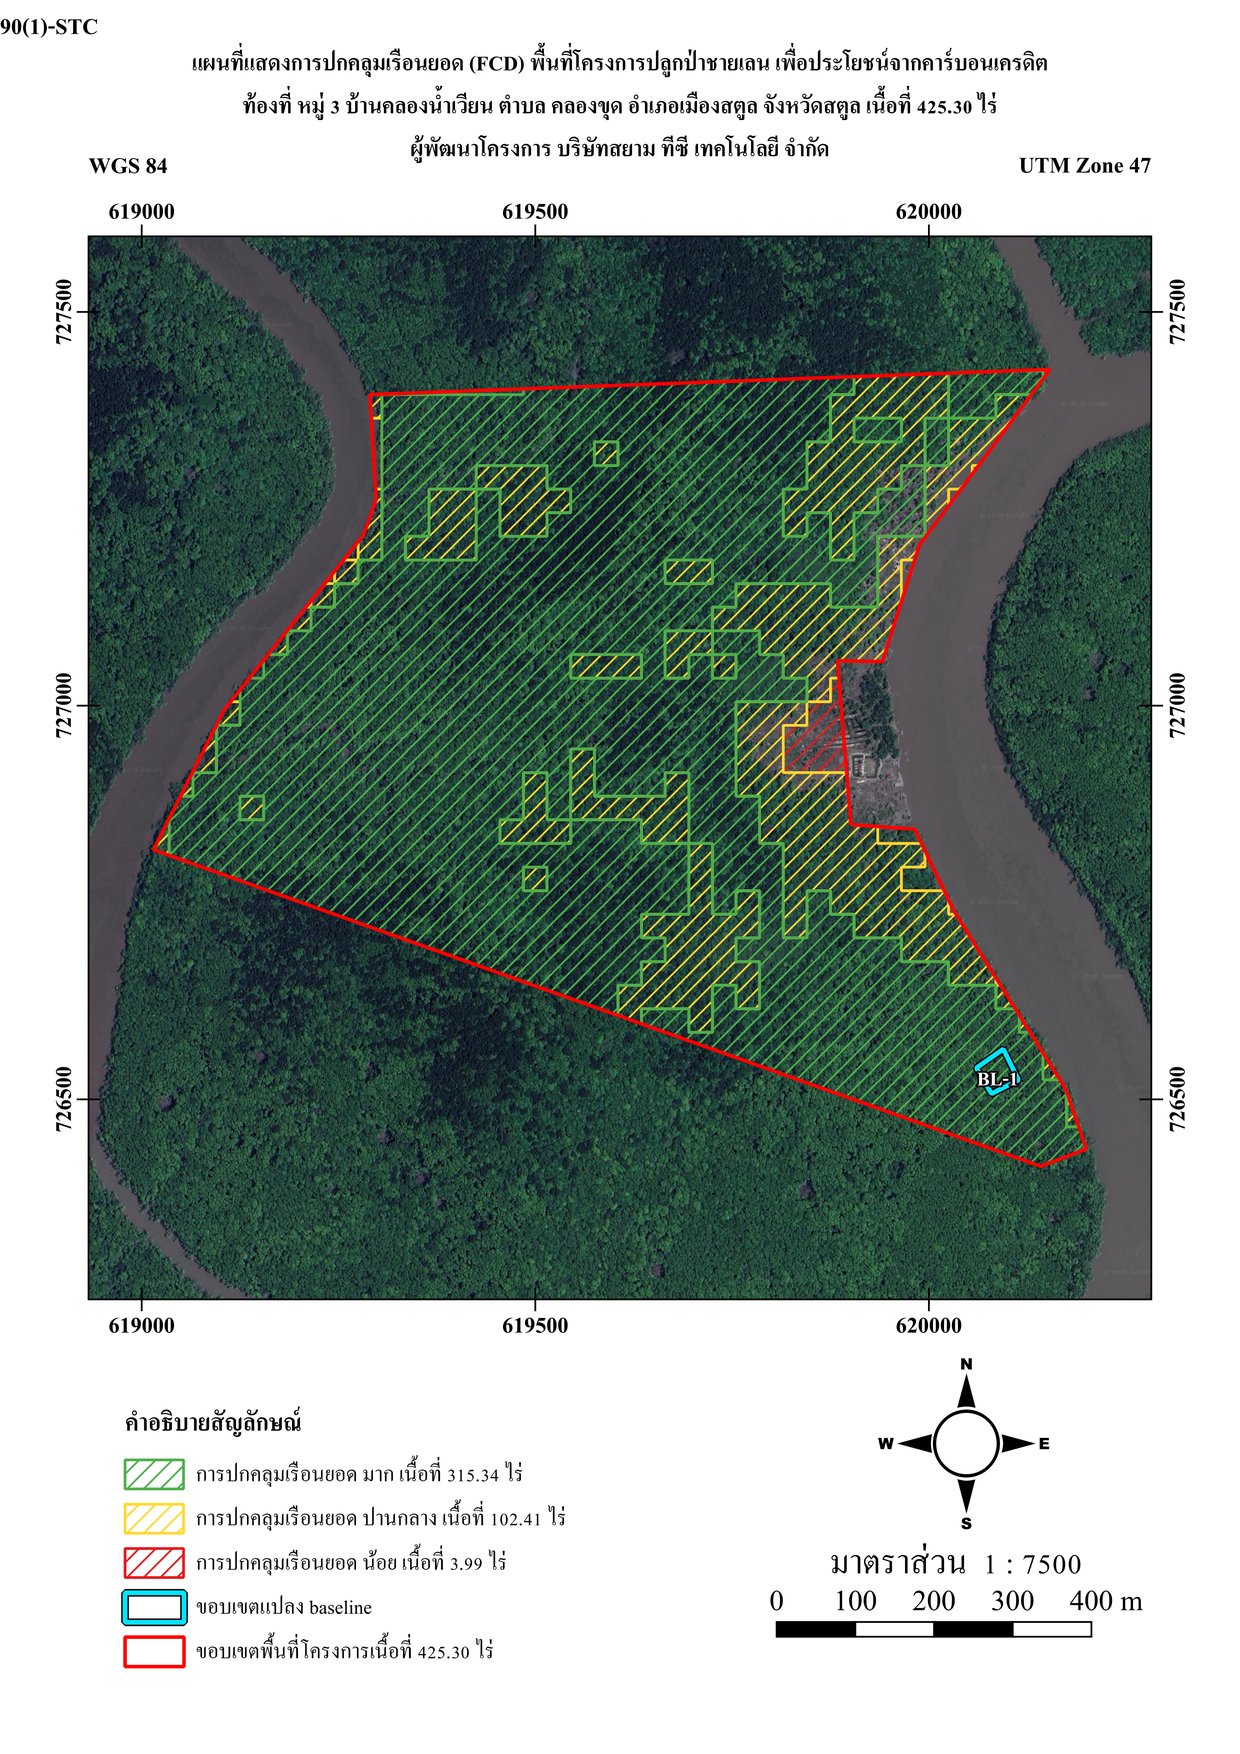 90(1)-STC
แผนที่แสดงการปกคลุมเรือนยอด (FCD) พื้นที่โครงการปลูกป่าชายเลน เพื่อประโยชน์จากคาร์บอนเครดิต
ท้องที่ หมู่ 3 บ้านคลองน้ำเวียน ตำบล คลองขุด อำเภอเมืองสตูล จังหวัดสตูล เนื้อที่ 425.30 ไร่
ผู้พัฒนาโครงการ บริษัทสยาม ทีซี เทคโนโลยี จำกัด
WGS 84 UTM Zone 47
619000 619500 620000
727500 727500
727000 727000
BL-1
726500 726500
619000 619500 620000
N
W E
S
คำอธิบายสัญลักษณ์
การปกคลุมเรือนยอด มาก เนื้อที่ 315.34 ไร่
การปกคลุมเรือนยอด ปานกลาง เนื้อที่ 102.41 ไร่
การปกคลุมเรือนยอด น้อย เนื้อที่ 3.99 ไร่
ขอบเขตแปลง baseline
ขอบเขตพื้นที่โครงการเนื้อที่ 425.30 ไร่
มาตราส่วน 1 : 7500
0 100 200 300 400 m